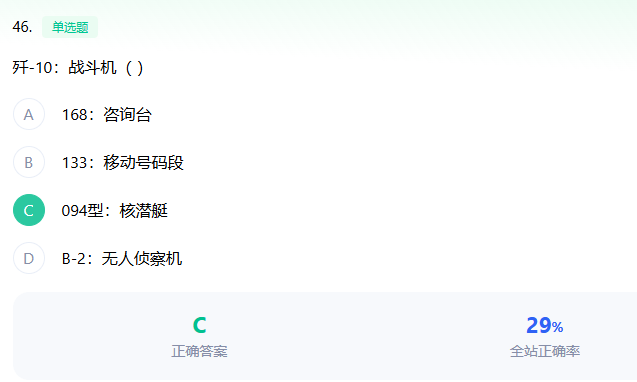 46. 单选题
歼-10：战斗机（ ）
A 168：咨询台
B 133：移动号码段
C 094型：核潜艇
D B-2：无人侦察机
C 29%
正确答案 全站正确率